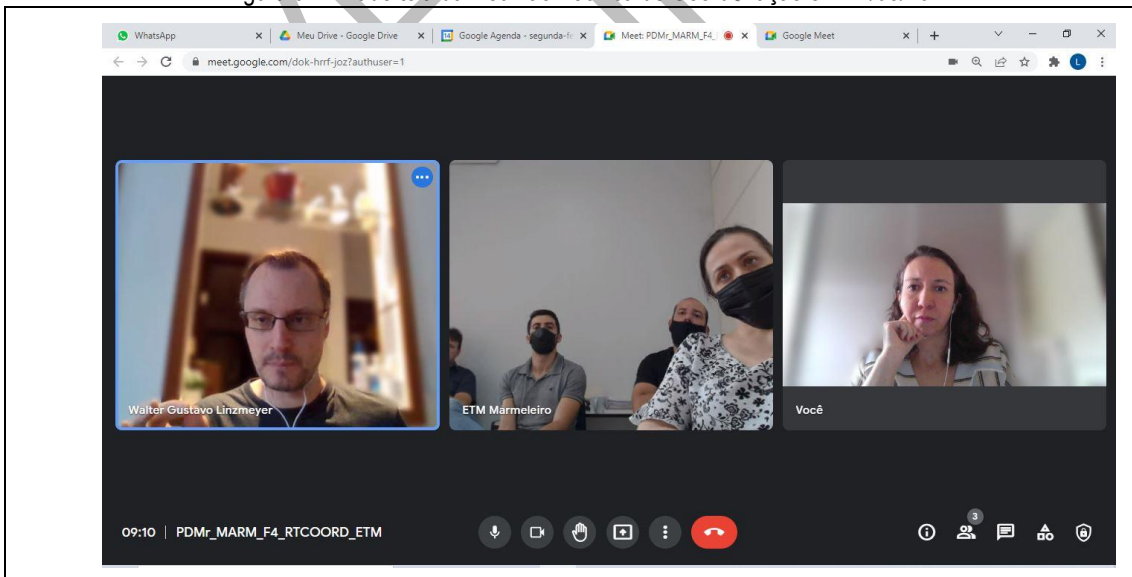 WhatsApp
Meu Drive - Google Drive
Google Agenda - segunda-fe
Meet: PDMr_MARM_F4_
Google Meet
meet.google.com/dok-hrrf-joz?authuser=1
L
Walter Gustavo Linzmeyer
ETM Marmeleiro
Você
09:10 | PDMr_MARM_F4_RTCOORD_ETM
3